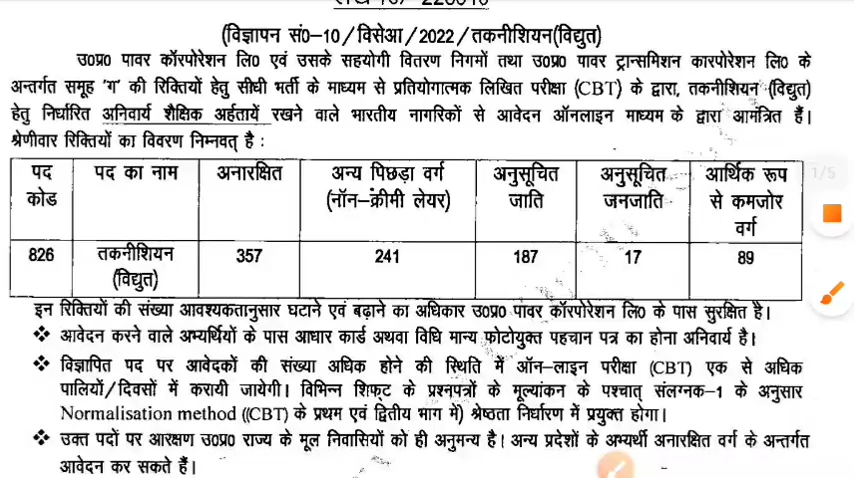 (विज्ञापन सं0–10/विसेआ/2022/तकनीशियन(विद्युत)
उ0प्र0 पावर कॉरपोरेशन लि0 एवं उसके सहयोगी वितरण निगमों तथा उ0प्र0 पावर ट्रान्समिशन कारपोरेशन लि0 के
अन्तर्गत समूह 'ग' की रिक्तियों हेतु सीधी भर्ती के माध्यम से प्रतियोगात्मक लिखित परीक्षा (CBT) के द्वारा, तकनीशियन (विद्युत)
हेतु निर्धारित अनिवार्य शैक्षिक अर्हतायें रखने वाले भारतीय नागरिकों से आवेदन ऑनलाइन माध्यम के द्वारा आमंत्रित हैं।
श्रेणीवार रिक्तियों का विवरण निम्नवत् है :
पद कोड पद का नाम अनारक्षित अन्य पिछड़ा वर्ग (नॉन–क्रीमी लेयर) अनुसूचित जाति अनुसूचित जनजाति आर्थिक रूप से कमजोर वर्ग
1/5
826 तकनीशियन (विद्युत) 357 241 187 17 89
इन रिक्तियों की संख्या आवश्यकतानुसार घटाने एवं बढ़ाने का अधिकार उ0प्र0 पावर कॉरपोरेशन लि0 के पास सुरक्षित है।
❖ आवेदन करने वाले अभ्यर्थियों के पास आधार कार्ड अथवा विधि मान्य फोटोयुक्त पहचान पत्र का होना अनिवार्य है।
❖ विज्ञापित पद पर आवेदकों की संख्या अधिक होने की स्थिति में ऑन–लाइन परीक्षा (CBT) एक से अधिक
पालियों/दिवसों में करायी जायेगी। विभिन्न शिफ्ट के प्रश्नपत्रों के मूल्यांकन के पश्चात् संलग्नक–1 के अनुसार
Normalisation method ((CBT) के प्रथम एवं द्वितीय भाग में) श्रेष्ठता निर्धारण में प्रयुक्त होगा।
❖ उक्त पदों पर आरक्षण उ0प्र0 राज्य के मूल निवासियों को ही अनुमन्य है। अन्य प्रदेशों के अभ्यर्थी अनारक्षित वर्ग के अन्तर्गत
आवेदन कर सकते हैं।